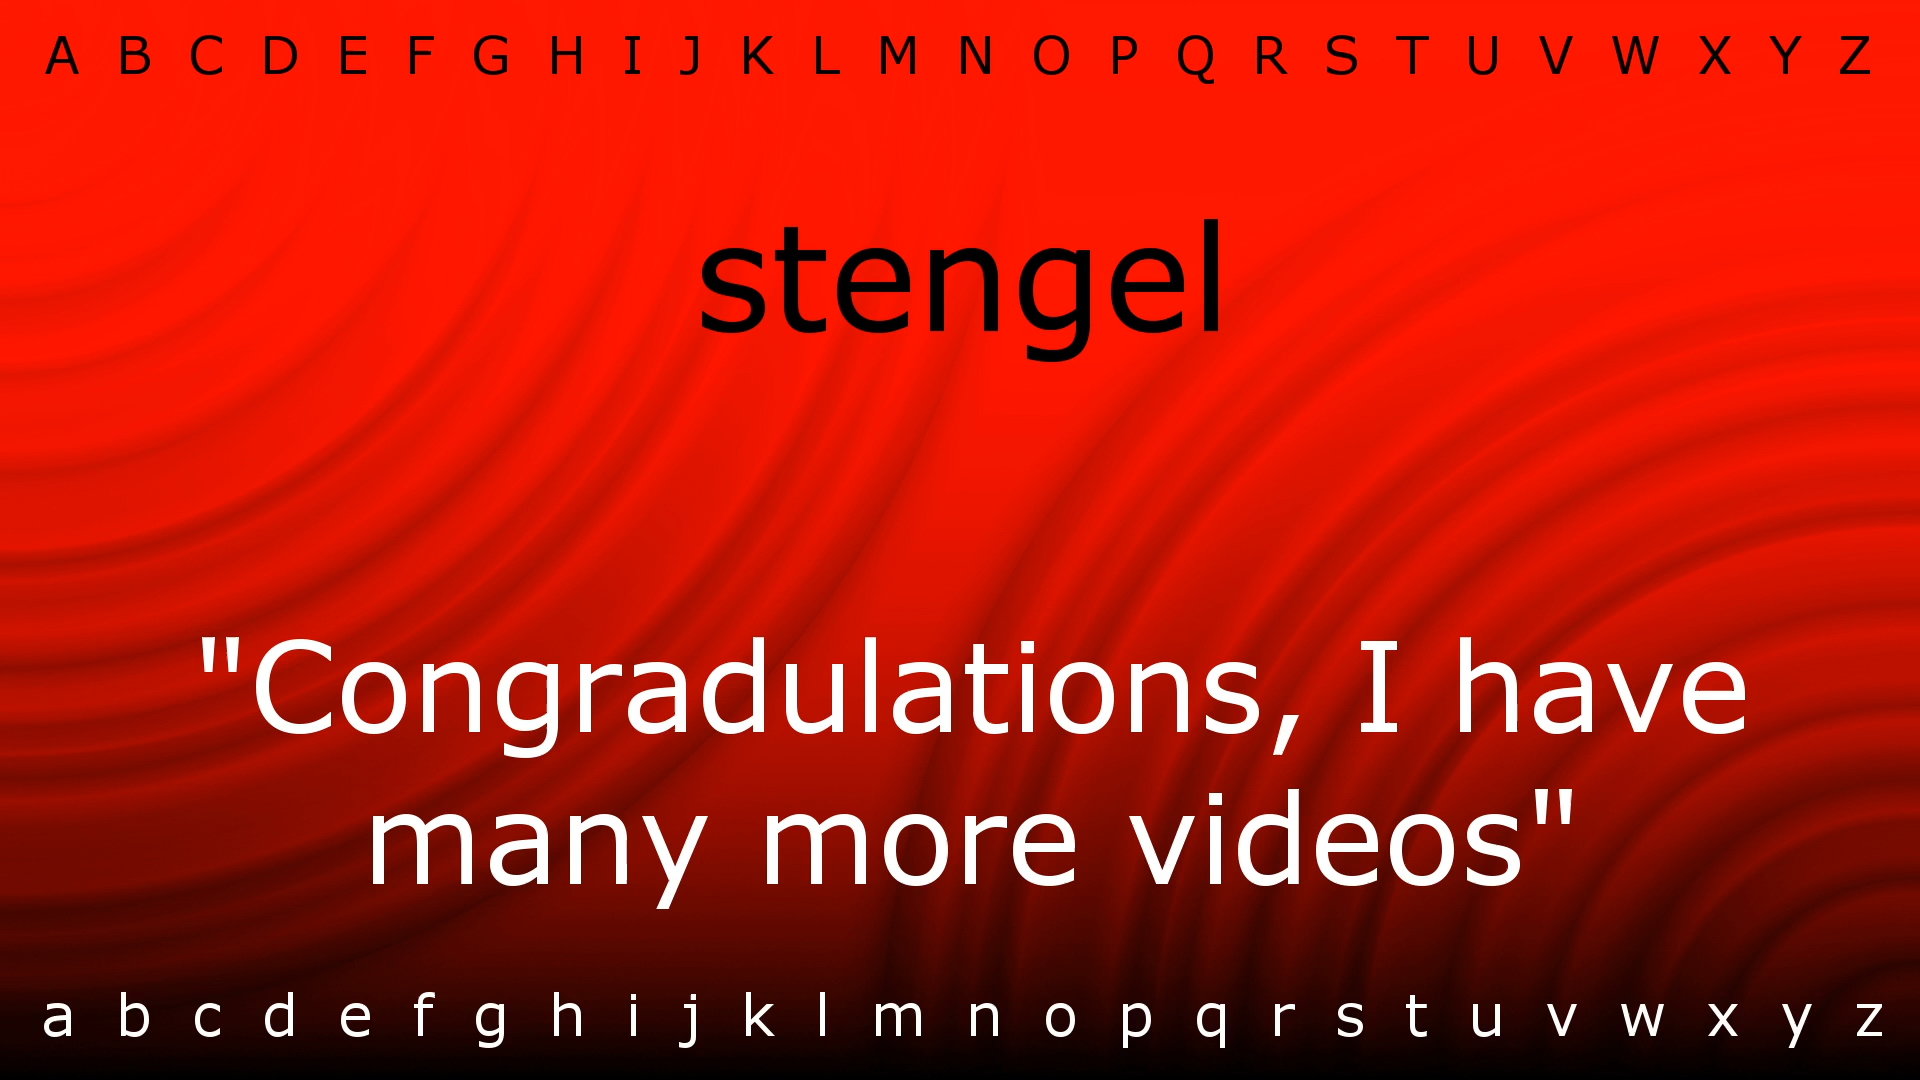 A B C D E F G H I J K L M N O P Q R S T U V W X Y Z
stengel
"Congradulations, I have
many more videos"
a b c d e f g h i j k l m n o p q r s t u v w x y z